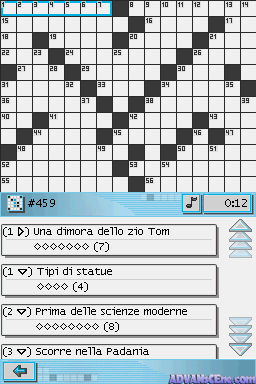 1 2 3 4 5 6 7 8 9 10 11 12 13 14
15 16 17
18 19 20 21
22 23 24 25 26
27 28 29 30 31
32 33 34 35
36 37 38
39 40 41 42 43
44 45 46 47
48 49 50 51
52 53 54
55 56
#459 0:12
(1 ▷) Una dimora dello zio Tom
◇◇◇◇◇◇◇ (7)
(1 ▽) Tipi di statue
◇◇◇◇ (4)
(2 ▽) Prima delle scienze moderne
◇◇◇◇◇◇◇◇ (8)
(3 ▽) Scorre nella Padania
ADVANsCEne.com